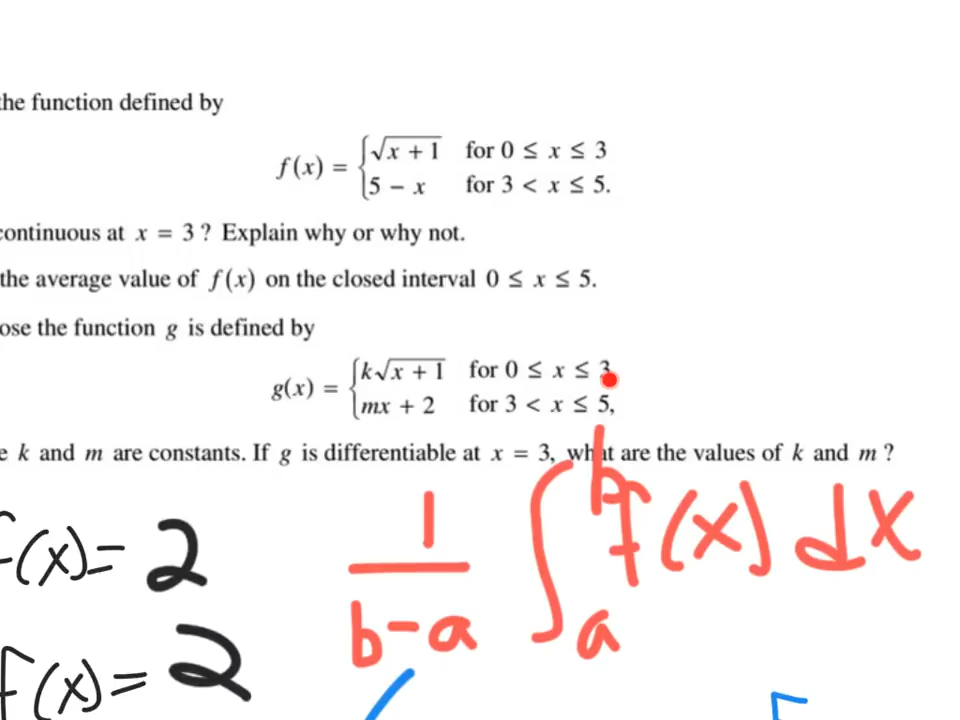 the function defined by
f(x) = { √x + 1 for 0 ≤ x ≤ 3
5 − x for 3 < x ≤ 5.
continuous at x = 3 ? Explain why or why not.
the average value of f(x) on the closed interval 0 ≤ x ≤ 5.
ose the function g is defined by
g(x) = { k√x + 1 for 0 ≤ x ≤ 3
mx + 2 for 3 < x ≤ 5,
e k and m are constants. If g is differentiable at x = 3, what are the values of k and m ?
f(x)= 2
1/b-a ∫ₐᵇ f(x) dx
f(x)= 2